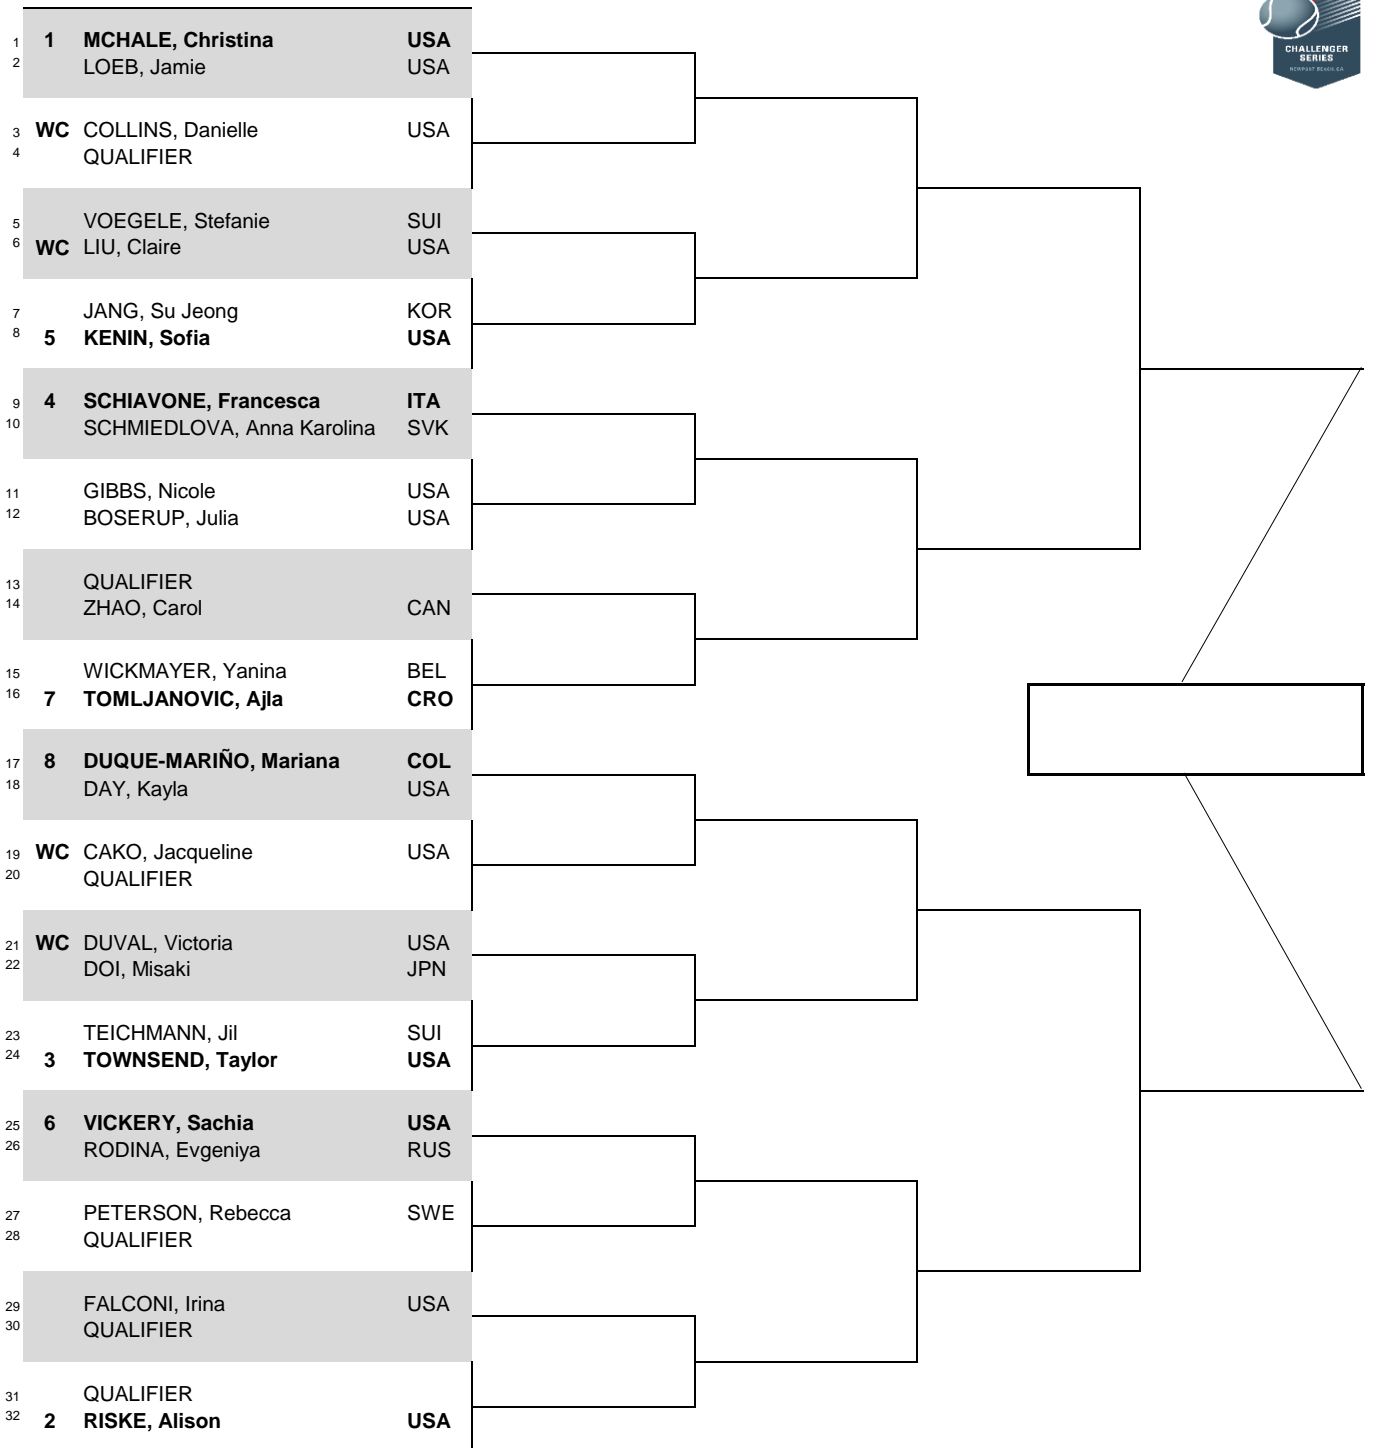 CHALLENGER
SERIES
NEWPORT BEACH, CA
1 1 MCHALE, Christina USA
2 LOEB, Jamie USA
3 WC COLLINS, Danielle USA
4 QUALIFIER
5 VOEGELE, Stefanie SUI
6 WC LIU, Claire USA
7 JANG, Su Jeong KOR
8 5 KENIN, Sofia USA
9 4 SCHIAVONE, Francesca ITA
10 SCHMIEDLOVA, Anna Karolina SVK
11 GIBBS, Nicole USA
12 BOSERUP, Julia USA
13 QUALIFIER
14 ZHAO, Carol CAN
15 WICKMAYER, Yanina BEL
16 7 TOMLJANOVIC, Ajla CRO
17 8 DUQUE-MARIÑO, Mariana COL
18 DAY, Kayla USA
19 WC CAKO, Jacqueline USA
20 QUALIFIER
21 WC DUVAL, Victoria USA
22 DOI, Misaki JPN
23 TEICHMANN, Jil SUI
24 3 TOWNSEND, Taylor USA
25 6 VICKERY, Sachia USA
26 RODINA, Evgeniya RUS
27 PETERSON, Rebecca SWE
28 QUALIFIER
29 FALCONI, Irina USA
30 QUALIFIER
31 QUALIFIER
32 2 RISKE, Alison USA